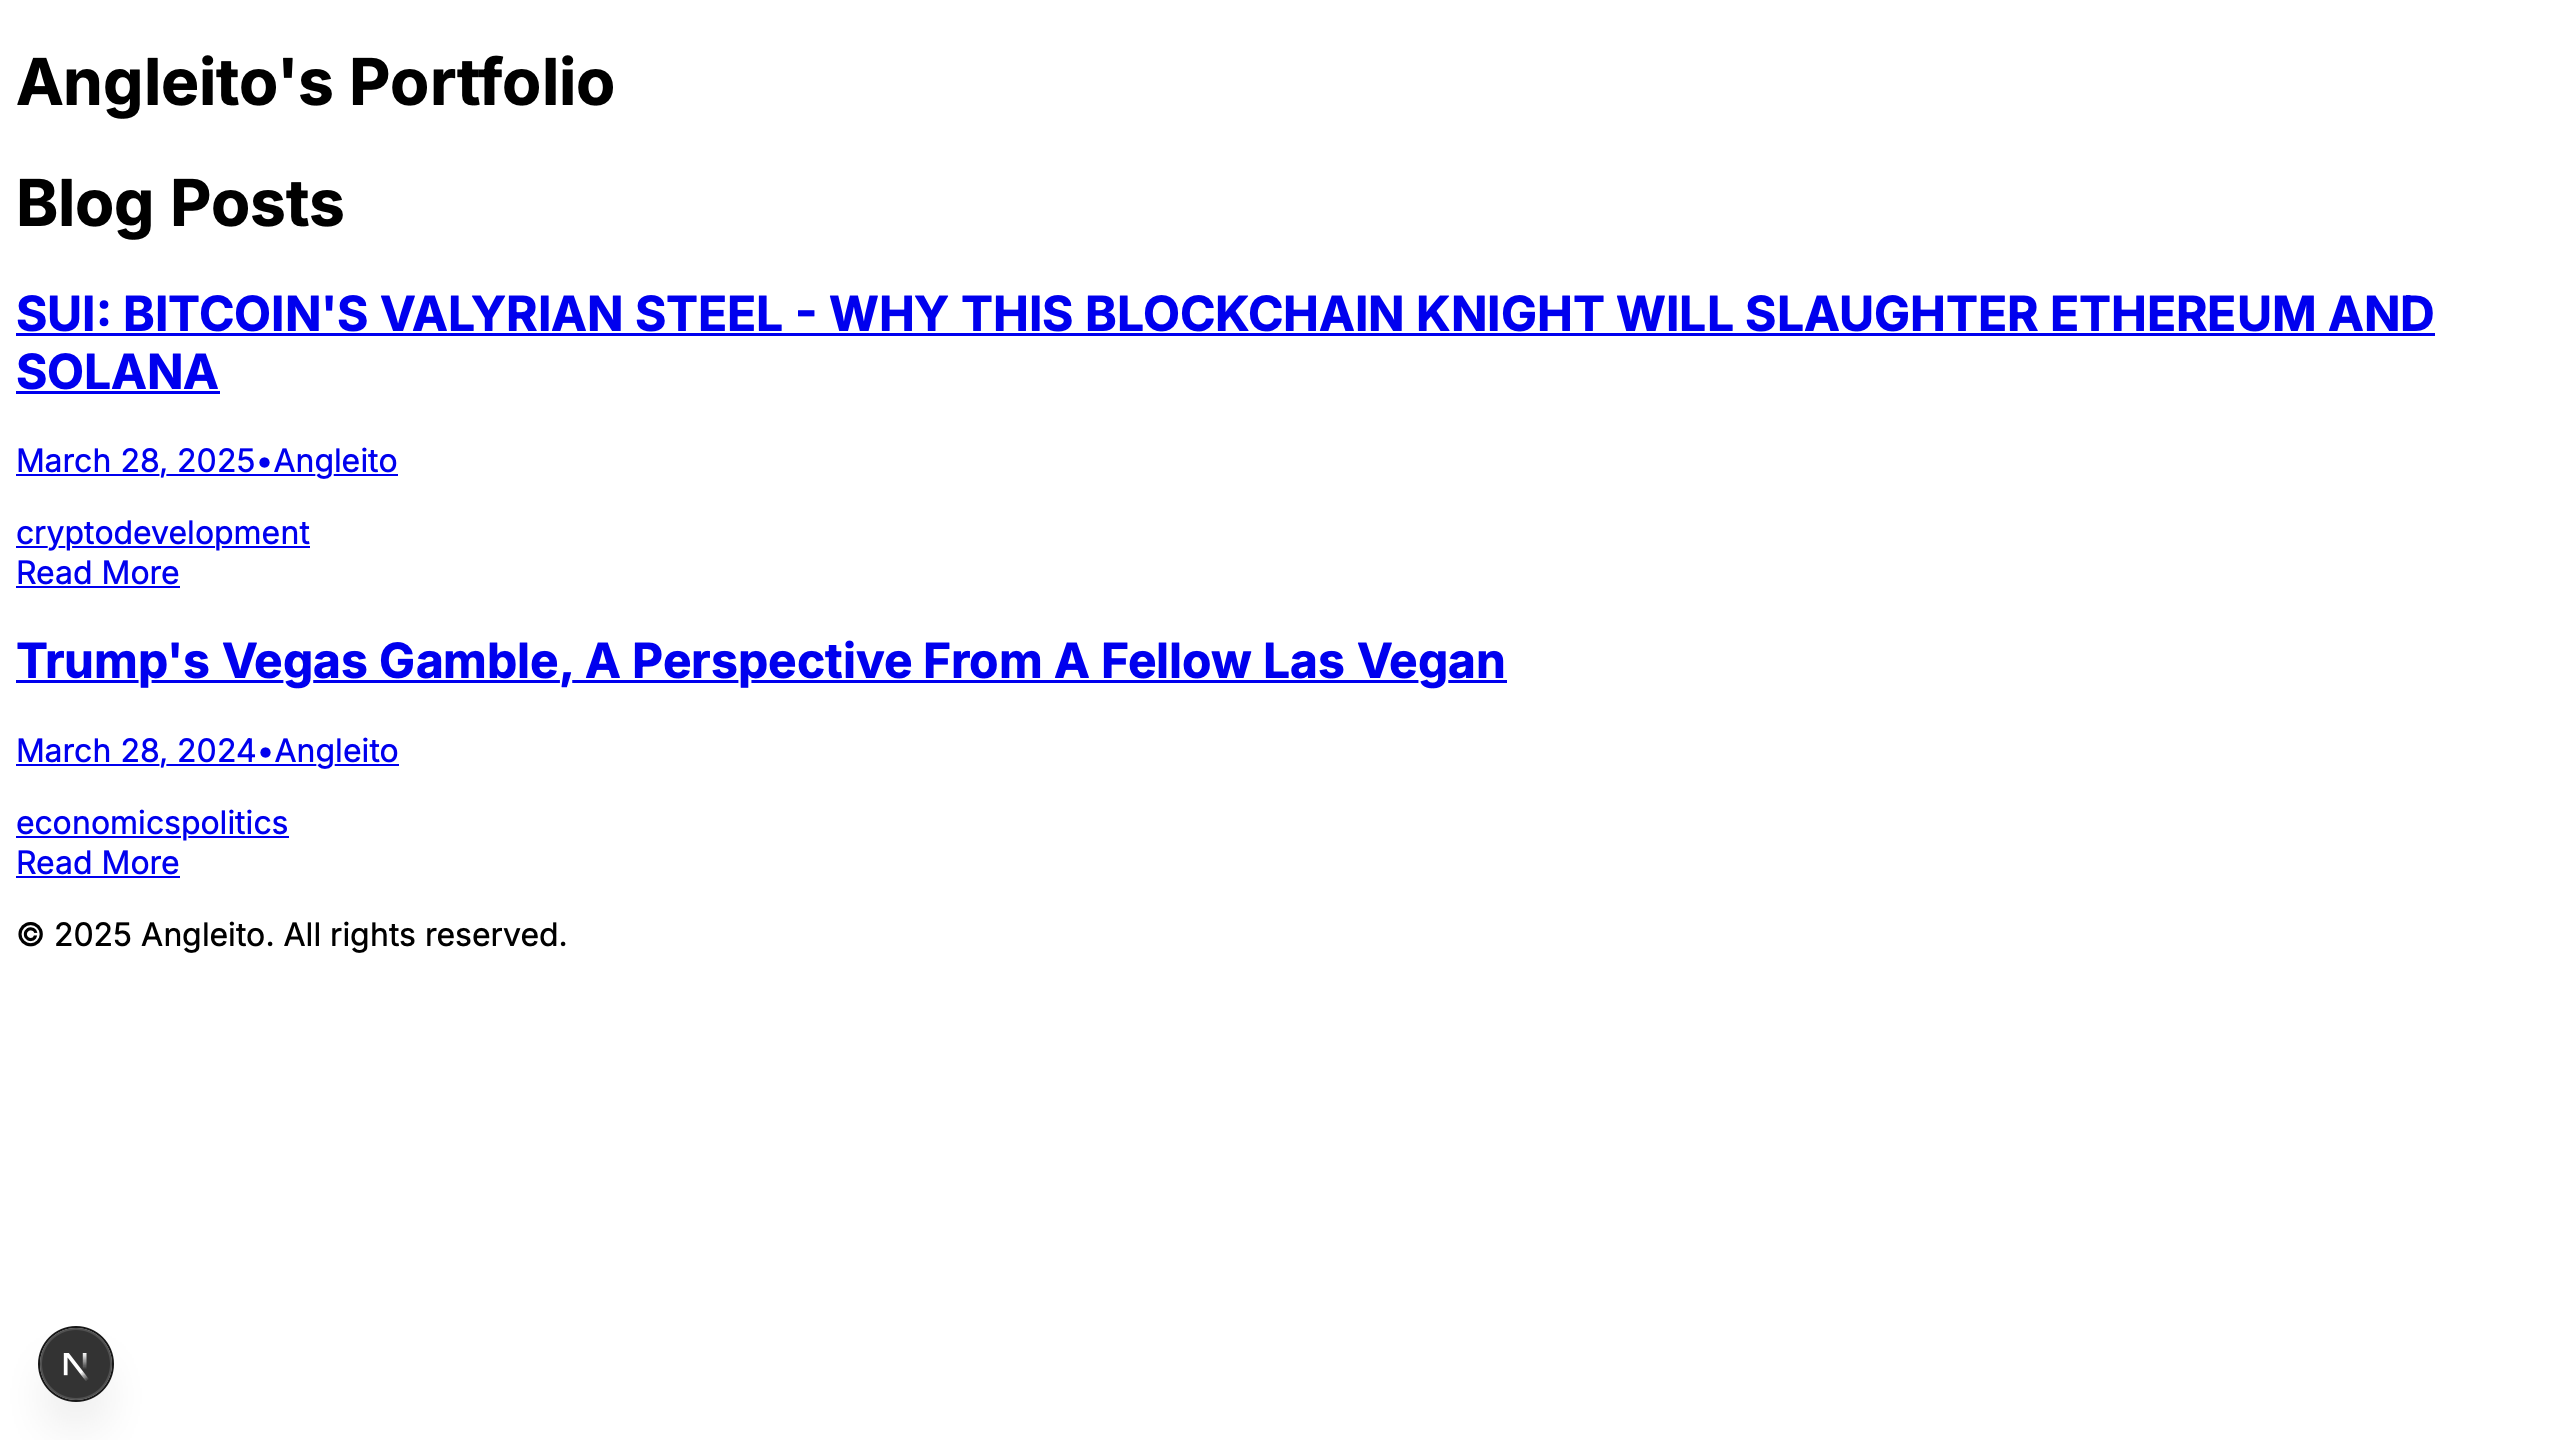 Angleito's Portfolio
Blog Posts
SUI: BITCOIN'S VALYRIAN STEEL - WHY THIS BLOCKCHAIN KNIGHT WILL SLAUGHTER ETHEREUM AND
SOLANA
March 28, 2025•Angleito
cryptodevelopment
Read More
Trump's Vegas Gamble, A Perspective From A Fellow Las Vegan
March 28, 2024•Angleito
economicspolitics
Read More
© 2025 Angleito. All rights reserved.
N